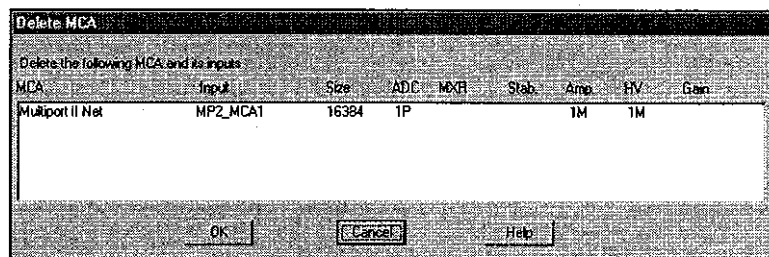 Delete MCA
Delete the following MCA and its inputs
MCA Input Size ADC MXR Stab. Amp HV Gain
Multiport II Net MP2_MCA1 16384 1P 1M 1M
OK Cancel Help